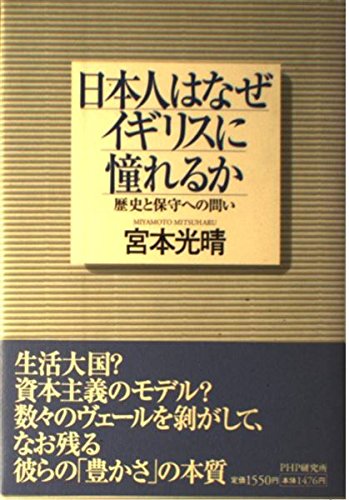 日本人はなぜ
イギリスに
憧れるか
歴史と保守への問い
MIYAMOTO MITSUHARU
宮本光晴
生活大国?
資本主義のモデル?
数々のヴェールを剥がして、
なお残る
彼らの「豊かさ」の本質
PHP研究所
定価1550円 本体1476円